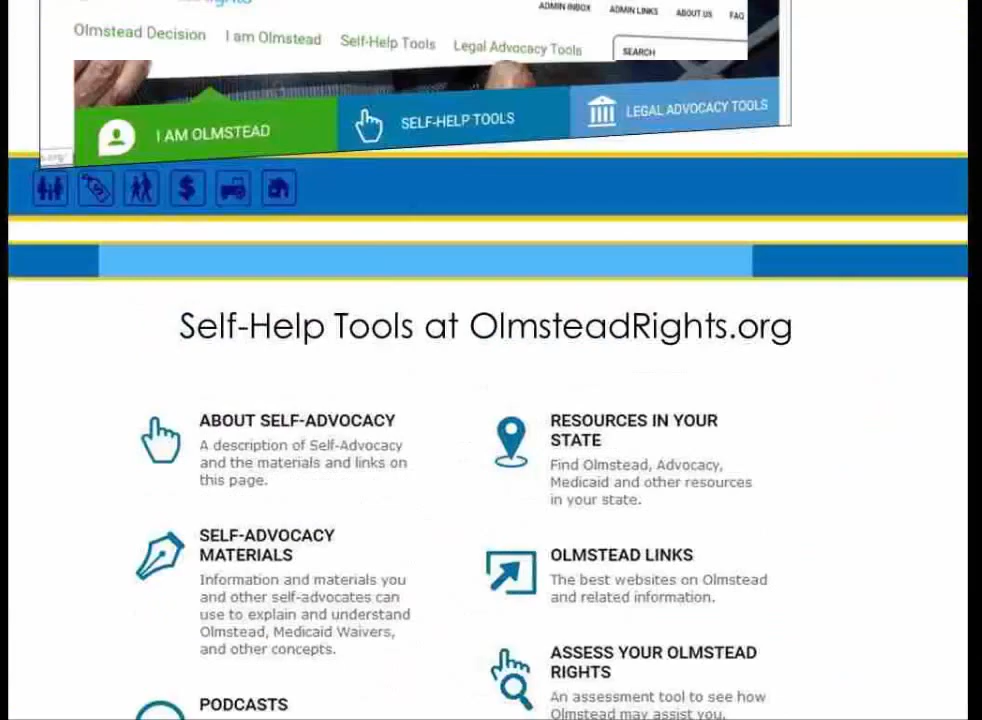 ADMIN INBOX ADMIN LINKS ABOUT US FAQ
Olmstead Decision I am Olmstead Self-Help Tools Legal Advocacy Tools
SEARCH
I AM OLMSTEAD SELF-HELP TOOLS LEGAL ADVOCACY TOOLS
Self-Help Tools at OlmsteadRights.org
ABOUT SELF-ADVOCACY
A description of Self-Advocacy
and the materials and links on
this page.
SELF-ADVOCACY
MATERIALS
Information and materials you
and other self-advocates can
use to explain and understand
Olmstead, Medicaid Waivers,
and other concepts.
PODCASTS
RESOURCES IN YOUR
STATE
Find Olmstead, Advocacy,
Medicaid and other resources
in your state.
OLMSTEAD LINKS
The best websites on Olmstead
and related information.
ASSESS YOUR OLMSTEAD
RIGHTS
An assessment tool to see how
Olmstead may assist you.